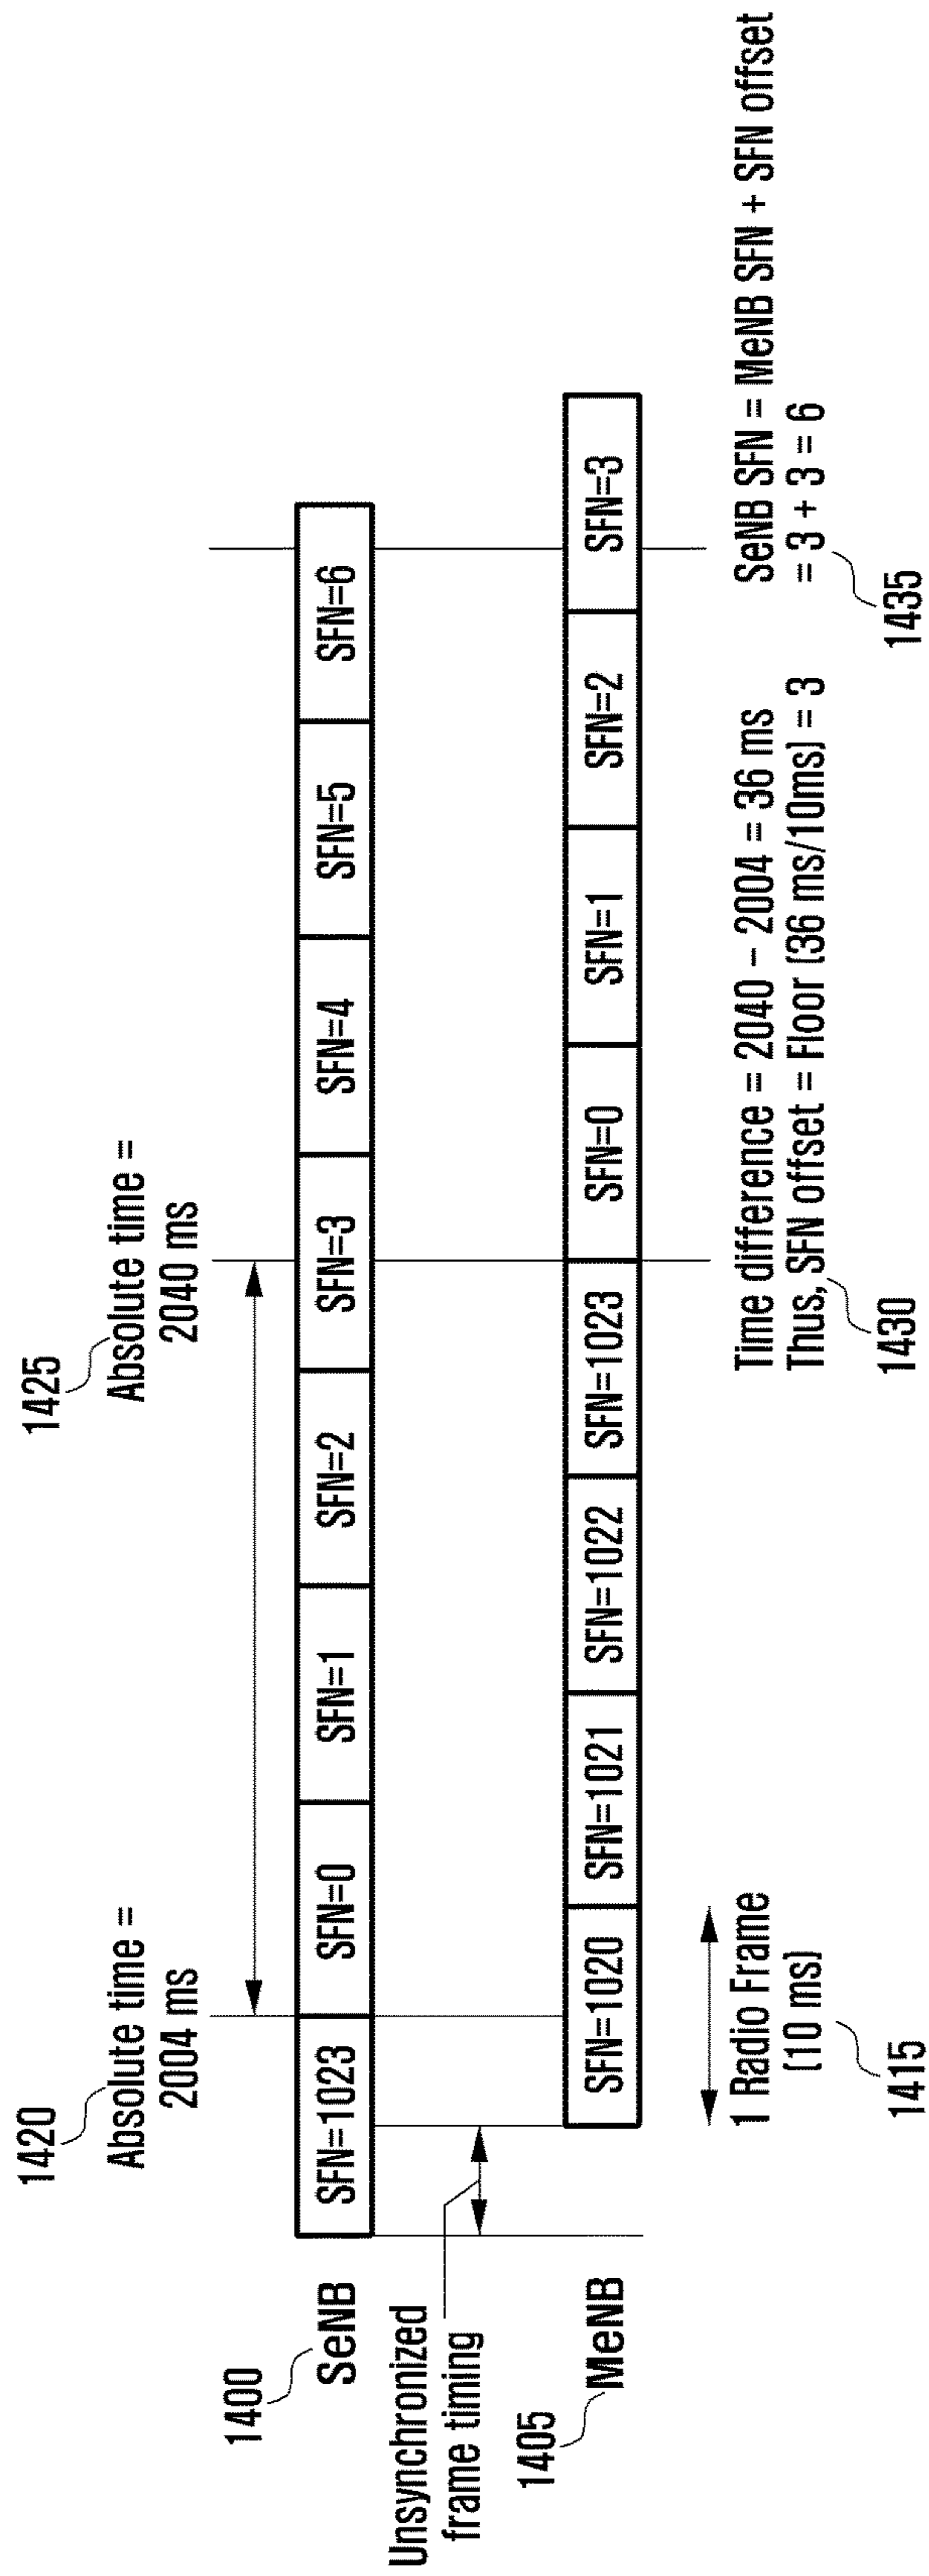 1420
Absolute time =
2004 ms
1425
Absolute time =
2040 ms
1400
SeNB
SFN=1023
SFN=0
SFN=1
SFN=2
SFN=3
SFN=4
SFN=5
SFN=6
Unsynchronized
frame timing
1405
MeNB
SFN=1020
SFN=1021
SFN=1022
SFN=1023
SFN=0
SFN=1
SFN=2
SFN=3
1 Radio Frame
(10 ms)
1415
Time difference = 2040 − 2004 = 36 ms
Thus, SFN offset = Floor (36 ms/10ms) = 3
1430
SeNB SFN = MeNB SFN + SFN offset
= 3 + 3 = 6
1435